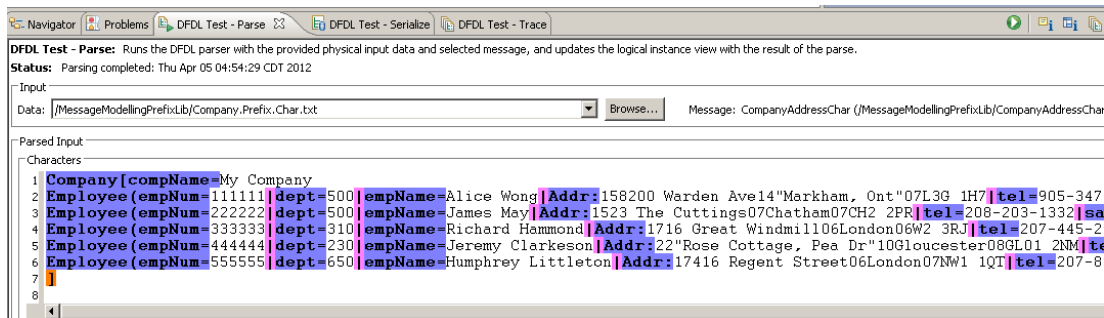 Navigator Problems DFDL Test - Parse DFDL Test - Serialize DFDL Test - Trace
DFDL Test - Parse: Runs the DFDL parser with the provided physical input data and selected message, and updates the logical instance view with the result of the parse.
Status: Parsing completed: Thu Apr 05 04:54:29 CDT 2012
Input
Data: /MessageModellingPrefixLib/Company.Prefix.Char.txt Browse... Message: CompanyAddressChar (/MessageModellingPrefixLib/CompanyAddressChar
Parsed Input
Characters
1 Company[compName=My Company
2 Employee(empNum=111111|dept=500|empName=Alice Wong|Addr:158200 Warden Ave14"Markham, Ont"07L3G 1H7|tel=905-347
3 Employee(empNum=222222|dept=500|empName=James May|Addr:1523 The Cuttings07Chatham07CH2 2PR|tel=208-203-1332|sa
4 Employee(empNum=333333|dept=310|empName=Richard Hammond|Addr:1716 Great Windmill06London06W2 3RJ|tel=207-445-2
5 Employee(empNum=444444|dept=230|empName=Jeremy Clarkeson|Addr:22"Rose Cottage, Pea Dr"10Gloucester08GL01 2NM|te
6 Employee(empNum=555555|dept=650|empName=Humphrey Littleton|Addr:17416 Regent Street06London07NW1 1QT|tel=207-8
7 ]
8